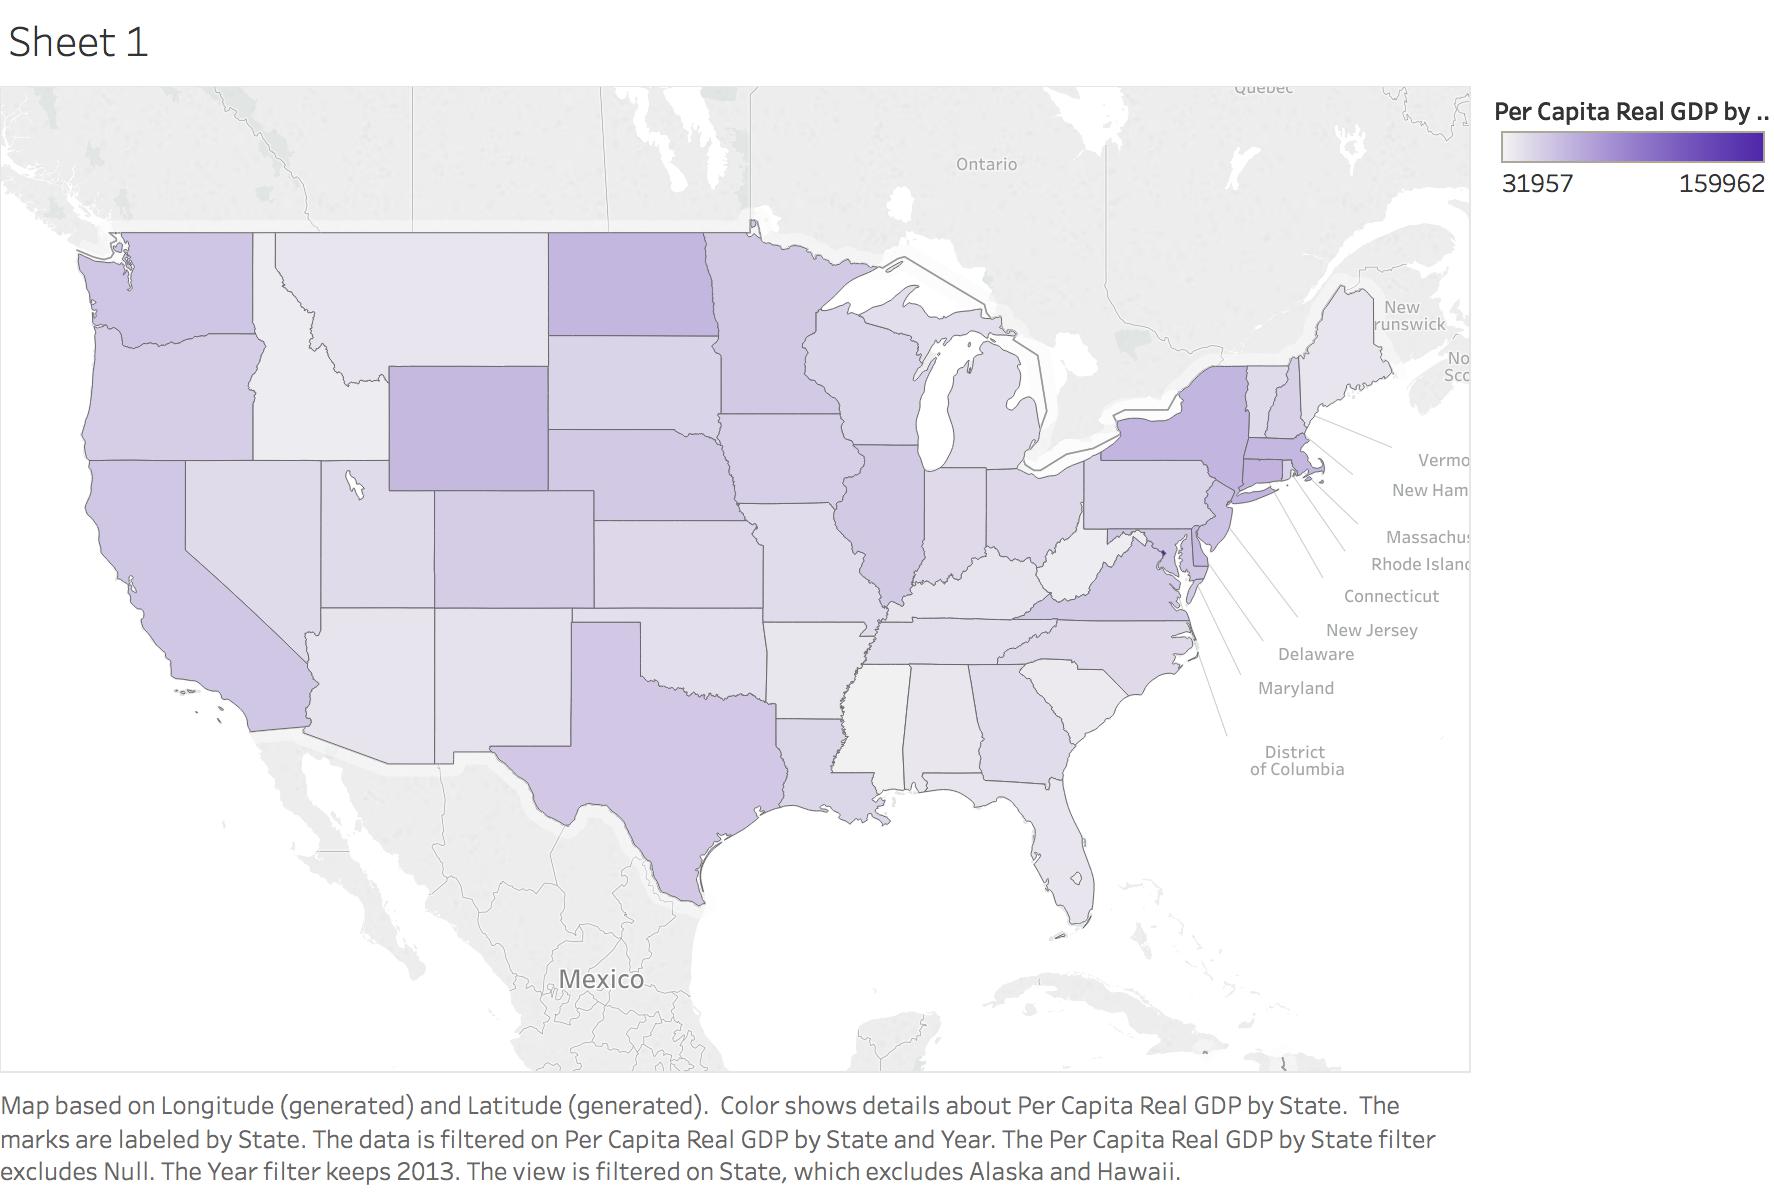 Sheet 1
Per Capita Real GDP by ..
31957 159962
Quebec
Ontario
New
runswick
No
Sco
Vermo
New Ham
Massachus
Rhode Islanc
Connecticut
New Jersey
Delaware
Maryland
District
of Columbia
Mexico
Map based on Longitude (generated) and Latitude (generated).  Color shows details about Per Capita Real GDP by State.  The
marks are labeled by State. The data is filtered on Per Capita Real GDP by State and Year. The Per Capita Real GDP by State filter
excludes Null. The Year filter keeps 2013. The view is filtered on State, which excludes Alaska and Hawaii.